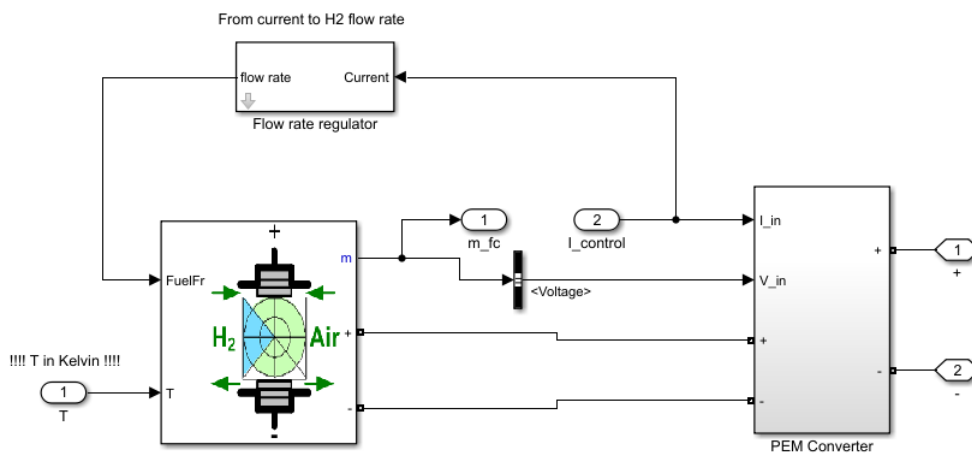 From current to H2 flow rate
flow rate
Current
Flow rate regulator
+
m
1
m_fc
2
I_control
I_in
+
1
+
FuelFr
<Voltage>
V_in
H2
Air
+
+
!!!! T in Kelvin !!!!
1
T
T
-
-
-
-
2
-
PEM Converter